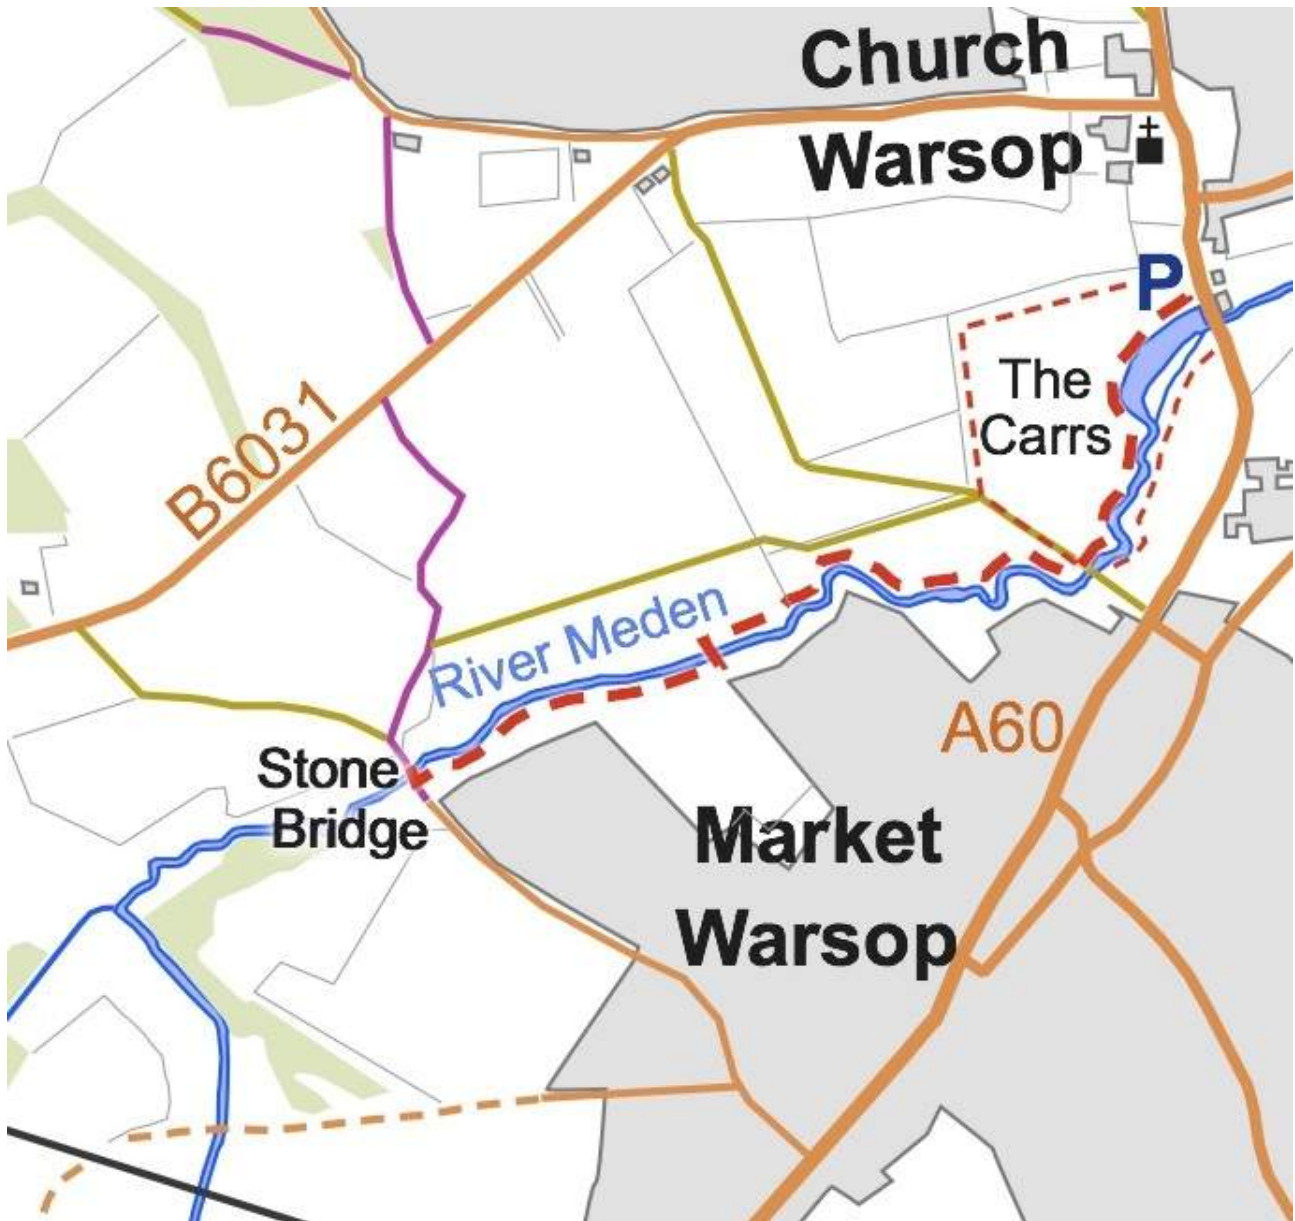 Church
Warsop
P
The
Carrs
B6031
River Meden
A60
Stone
Bridge
Market
Warsop